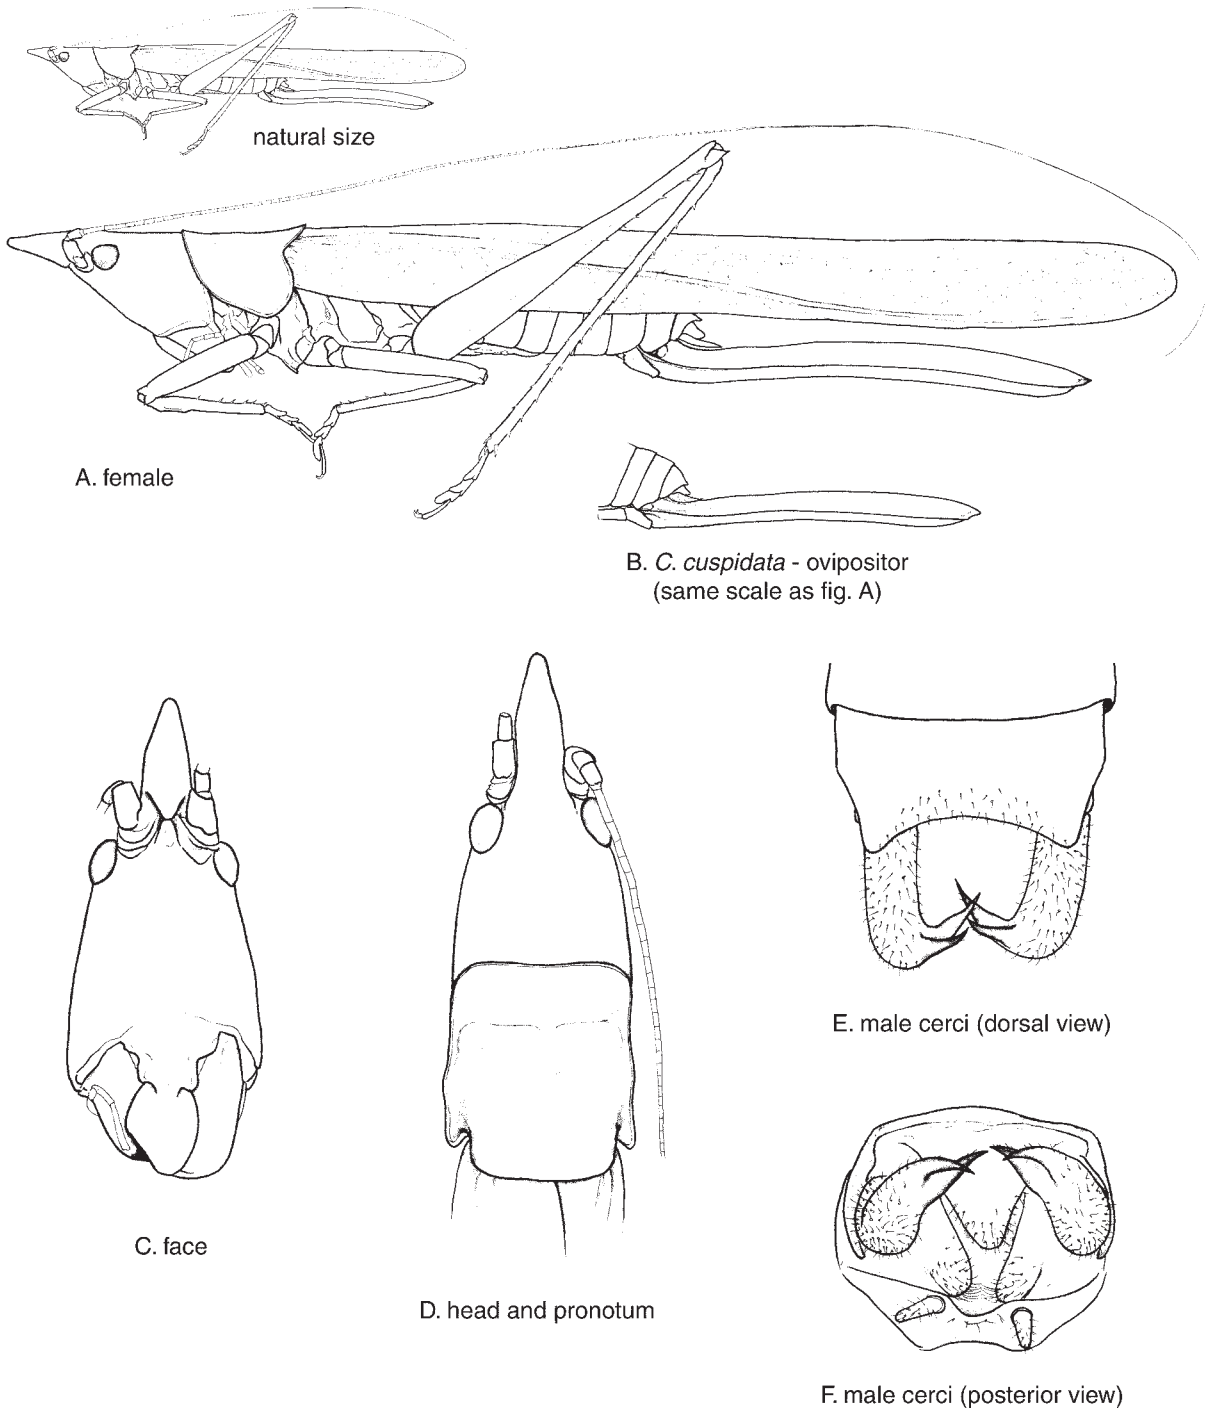 natural size
A. female
B. C. cuspidata - ovipositor
(same scale as fig. A)
C. face
D. head and pronotum
E. male cerci (dorsal view)
F. male cerci (posterior view)